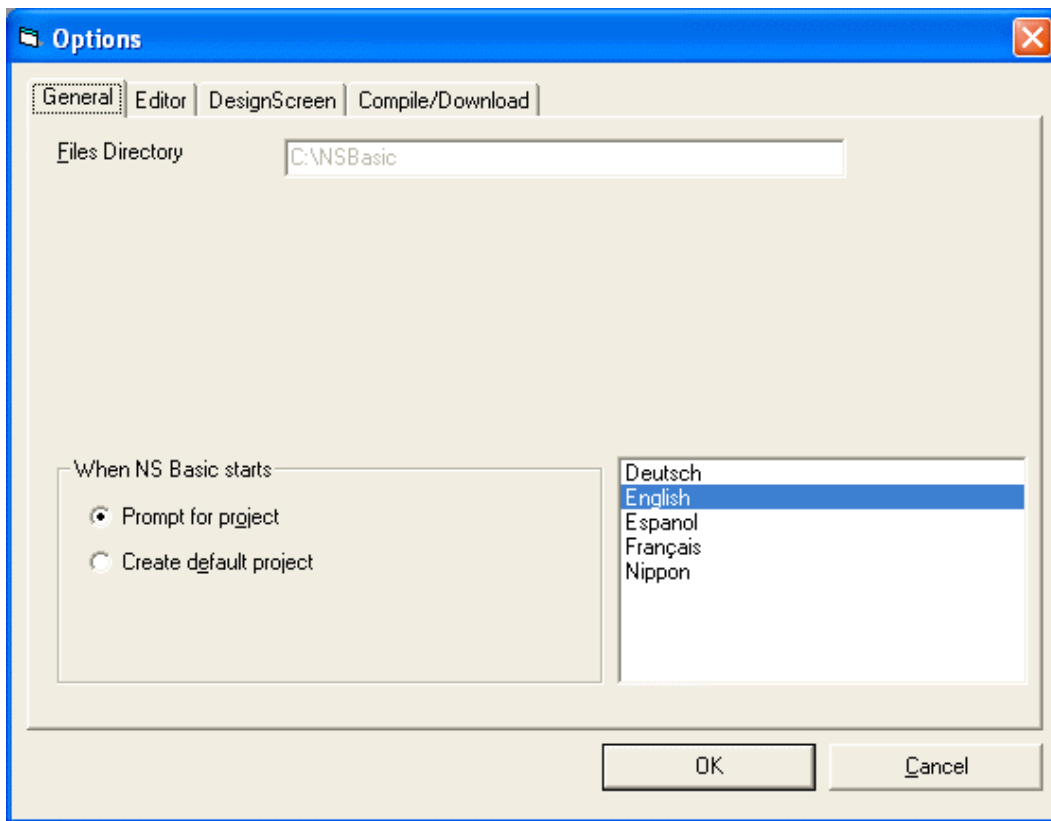 Options
General Editor DesignScreen Compile/Download
Files Directory C:\NSBasic
When NS Basic starts
Prompt for project
Create default project
Deutsch
English
Espanol
Français
Nippon
OK Cancel